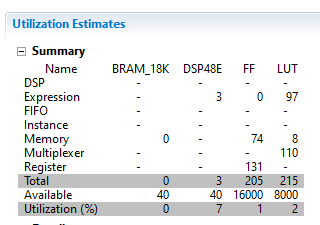 Utilization Estimates
Summary
Name BRAM_18K DSP48E FF LUT
DSP - - - -
Expression - 3 0 97
FIFO - - - -
Instance - - - -
Memory 0 - 74 8
Multiplexer - - - 110
Register - - 131 -
Total 0 3 205 215
Available 40 40 16000 8000
Utilization (%) 0 7 1 2